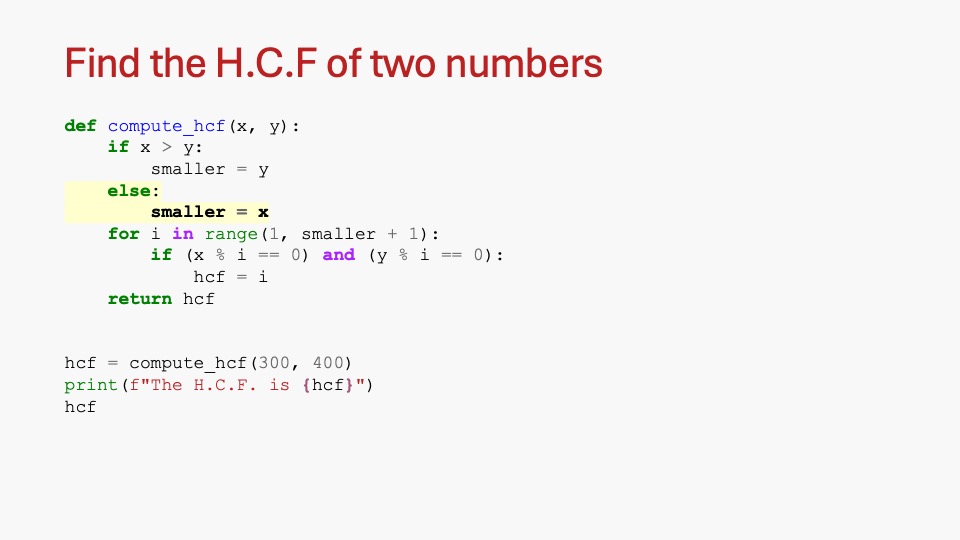 Find the H.C.F of two numbers
def compute_hcf(x, y):
    if x > y:
        smaller = y
    else:
        smaller = x
    for i in range(1, smaller + 1):
        if (x % i == 0) and (y % i == 0):
            hcf = i
    return hcf
hcf = compute_hcf(300, 400)
print(f"The H.C.F. is {hcf}")
hcf